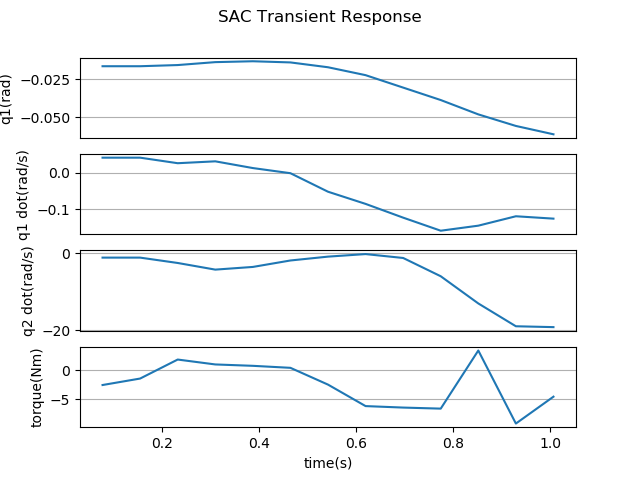 SAC Transient Response
q1(rad)
−0.025
−0.050
q1 dot(rad/s)
0.0
−0.1
q2 dot(rad/s)
0
−20
torque(Nm)
0
−5
0.2 0.4 0.6 0.8 1.0
time(s)